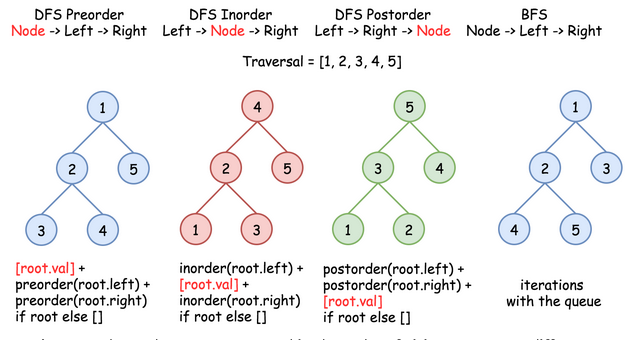 DFS Preorder
Node -> Left -> Right
DFS Inorder
Left -> Node -> Right
DFS Postorder
Left -> Right -> Node
BFS
Node -> Left -> Right
Traversal = [1, 2, 3, 4, 5]
1
2
5
3
4
4
2
5
1
3
5
3
4
1
2
1
2
3
4
5
[root.val] +
preorder(root.left) +
preorder(root.right)
if root else []
inorder(root.left) +
[root.val] +
inorder(root.right)
if root else []
postorder(root.left) +
postorder(root.right) +
[root.val]
if root else []
iterations
with the queue